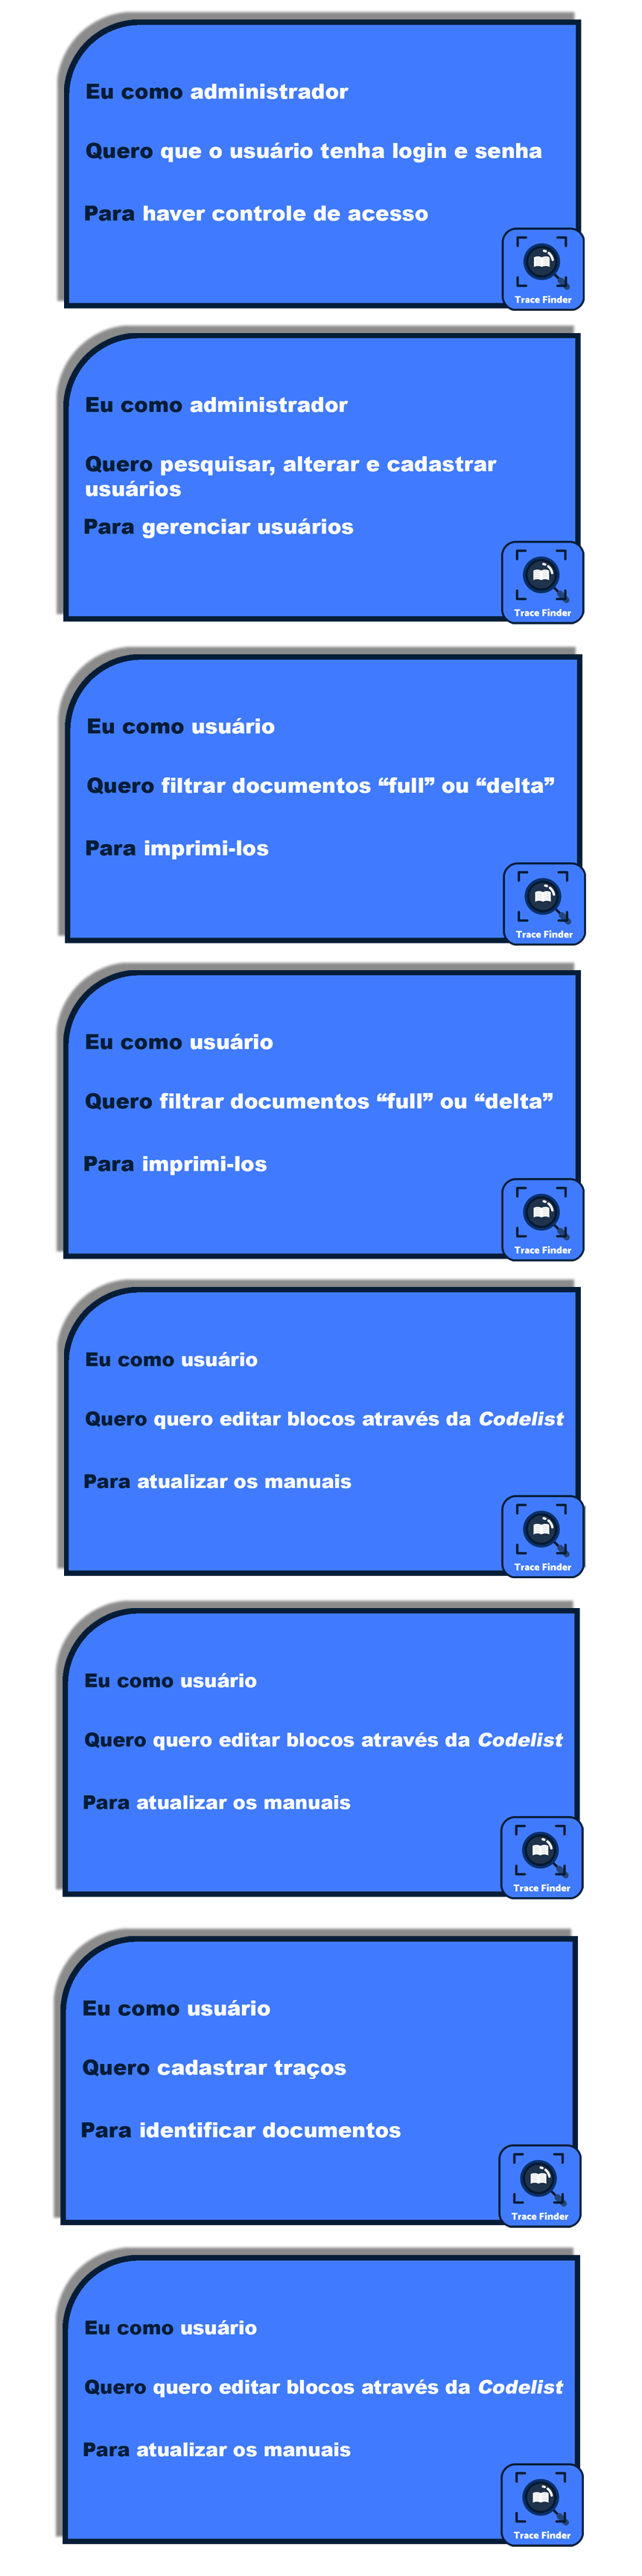 Eu como administrador
Quero que o usuário tenha login e senha
Para haver controle de acesso
Trace Finder
Eu como administrador
Quero pesquisar, alterar e cadastrar
usuários
Para gerenciar usuários
Trace Finder
Eu como usuário
Quero filtrar documentos “full” ou “delta”
Para imprimi-los
Trace Finder
Eu como usuário
Quero filtrar documentos “full” ou “delta”
Para imprimi-los
Trace Finder
Eu como usuário
Quero quero editar blocos através da Codelist
Para atualizar os manuais
Trace Finder
Eu como usuário
Quero quero editar blocos através da Codelist
Para atualizar os manuais
Trace Finder
Eu como usuário
Quero cadastrar traços
Para identificar documentos
Trace Finder
Eu como usuário
Quero quero editar blocos através da Codelist
Para atualizar os manuais
Trace Finder